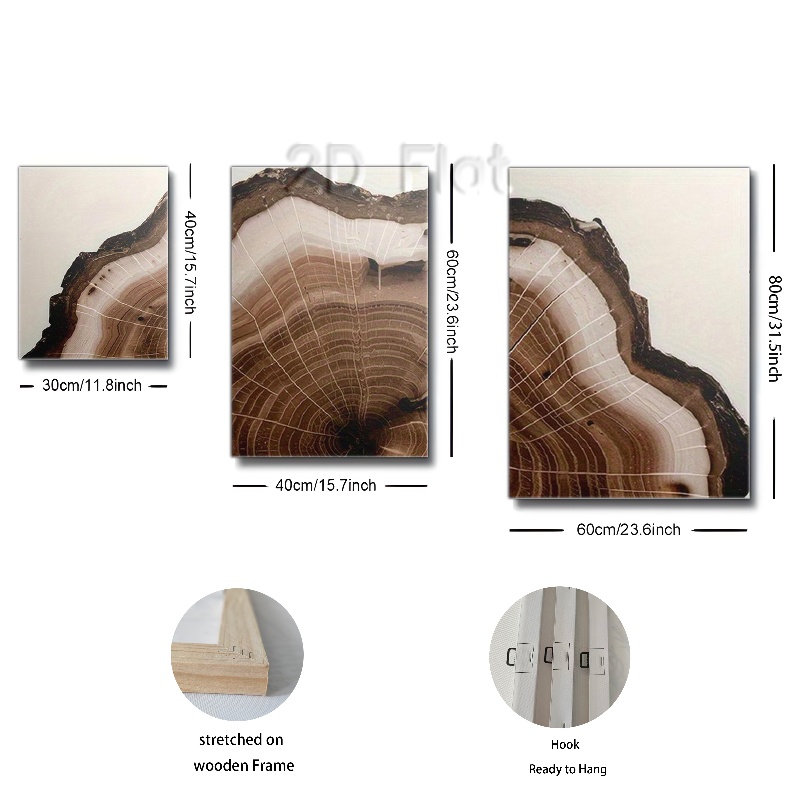 2D Flat
40cm/15.7inch
30cm/11.8inch
60cm/23.6inch
40cm/15.7inch
80cm/31.5inch
60cm/23.6inch
stretched on
wooden Frame
Hook
Ready to Hang